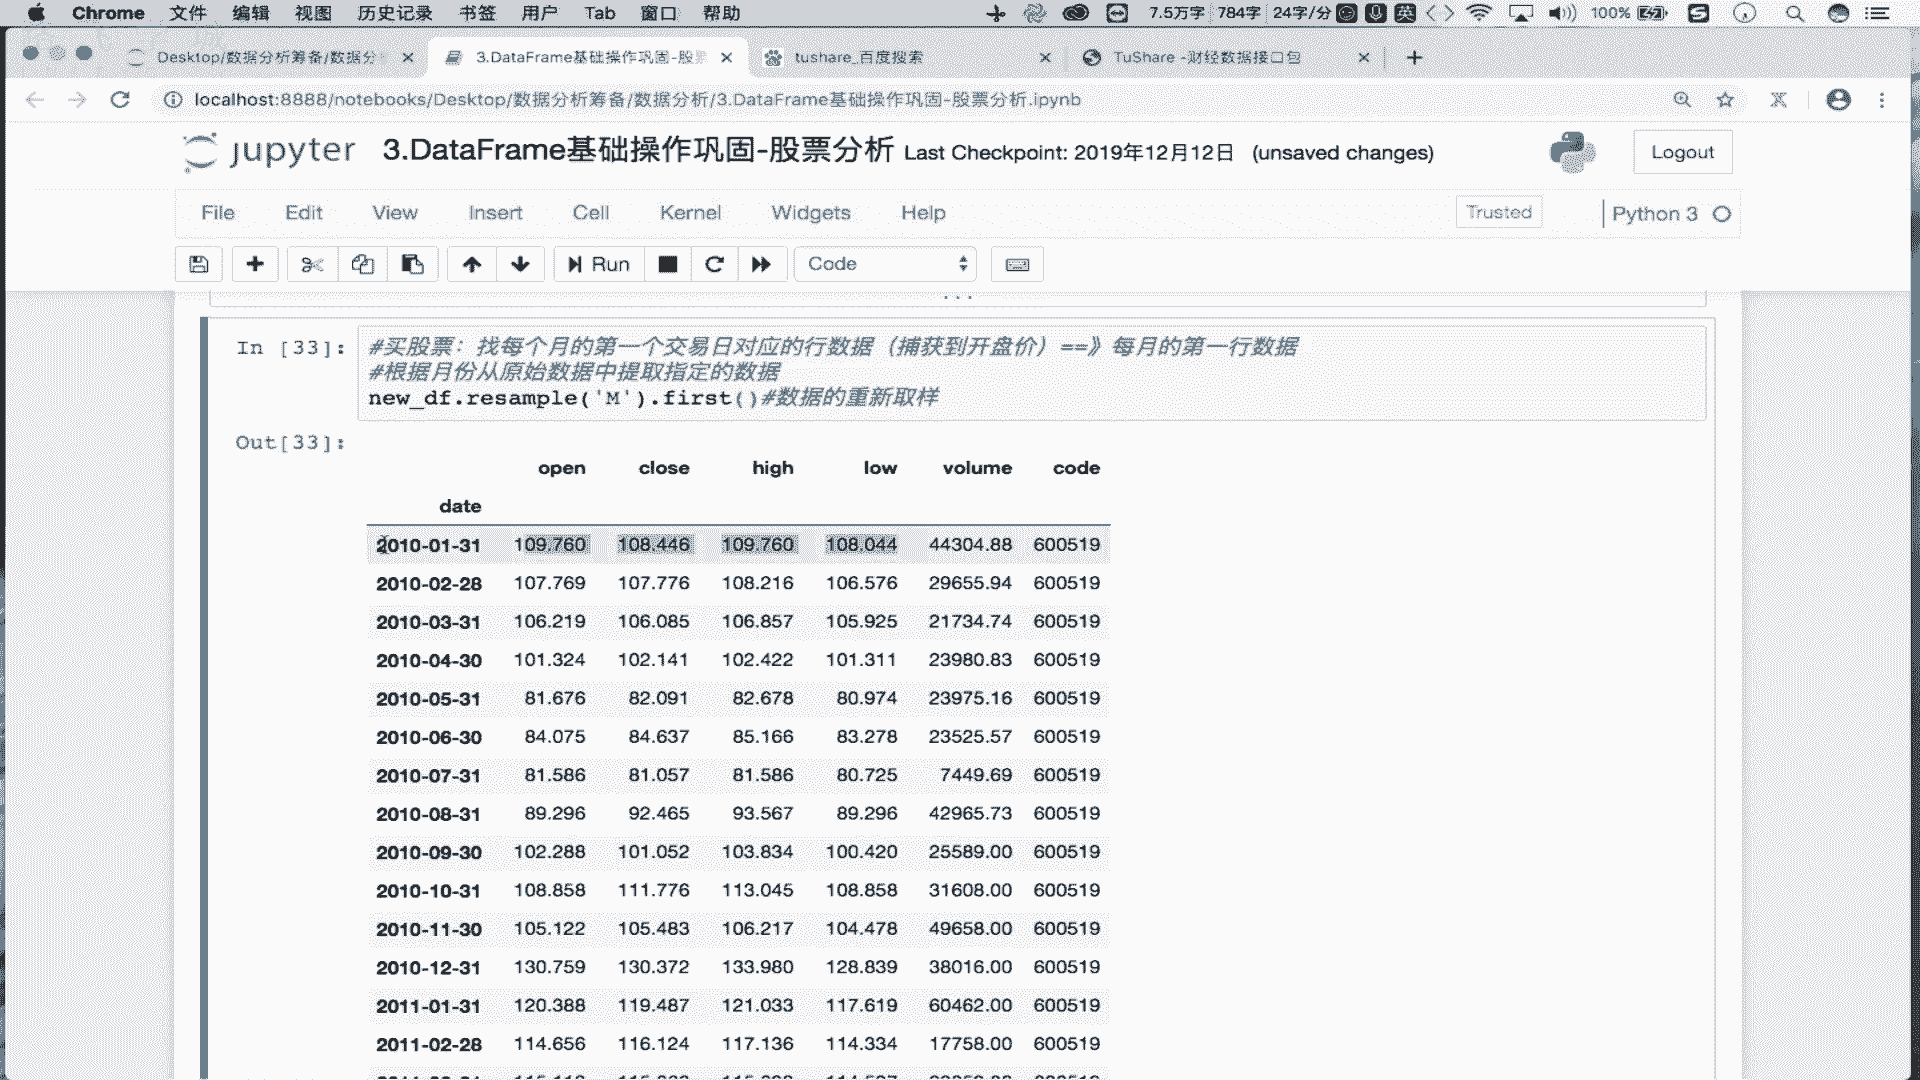 Chrome 文件 编辑 视图 历史记录 书签 用户 Tab 窗口 帮助 7.5万字 784字 24字/分 英 100%
Desktop/数据分析筹备/数据分 3.DataFrame基础操作巩固-股票 tushare_百度搜索 TuShare -财经数据接口包
localhost:8888/notebooks/Desktop/数据分析筹备/数据分析/3.DataFrame基础操作巩固-股票分析.ipynb
jupyter 3.DataFrame基础操作巩固-股票分析 Last Checkpoint: 2019年12月12日 (unsaved changes) Logout
File Edit View Insert Cell Kernel Widgets Help Trusted Python 3
Run Code
In [33]: #买股票：找每个月的第一个交易日对应的行数据（捕获到开盘价）==》每月的第一行数据
#根据月份从原始数据中提取指定的数据
new_df.resample('M').first()#数据的重新取样
Out[33]:
open close high low volume code
date
2010-01-31 109.760 108.446 109.760 108.044 44304.88 600519
2010-02-28 107.769 107.776 108.216 106.576 29655.94 600519
2010-03-31 106.219 106.085 106.857 105.925 21734.74 600519
2010-04-30 101.324 102.141 102.422 101.311 23980.83 600519
2010-05-31 81.676 82.091 82.678 80.974 23975.16 600519
2010-06-30 84.075 84.637 85.166 83.278 23525.57 600519
2010-07-31 81.586 81.057 81.586 80.725 7449.69 600519
2010-08-31 89.296 92.465 93.567 89.296 42965.73 600519
2010-09-30 102.288 101.052 103.834 100.420 25589.00 600519
2010-10-31 108.858 111.776 113.045 108.858 31608.00 600519
2010-11-30 105.122 105.483 106.217 104.478 49658.00 600519
2010-12-31 130.759 130.372 133.980 128.839 38016.00 600519
2011-01-31 120.388 119.487 121.033 117.619 60462.00 600519
2011-02-28 114.656 116.124 117.136 114.334 17758.00 600519